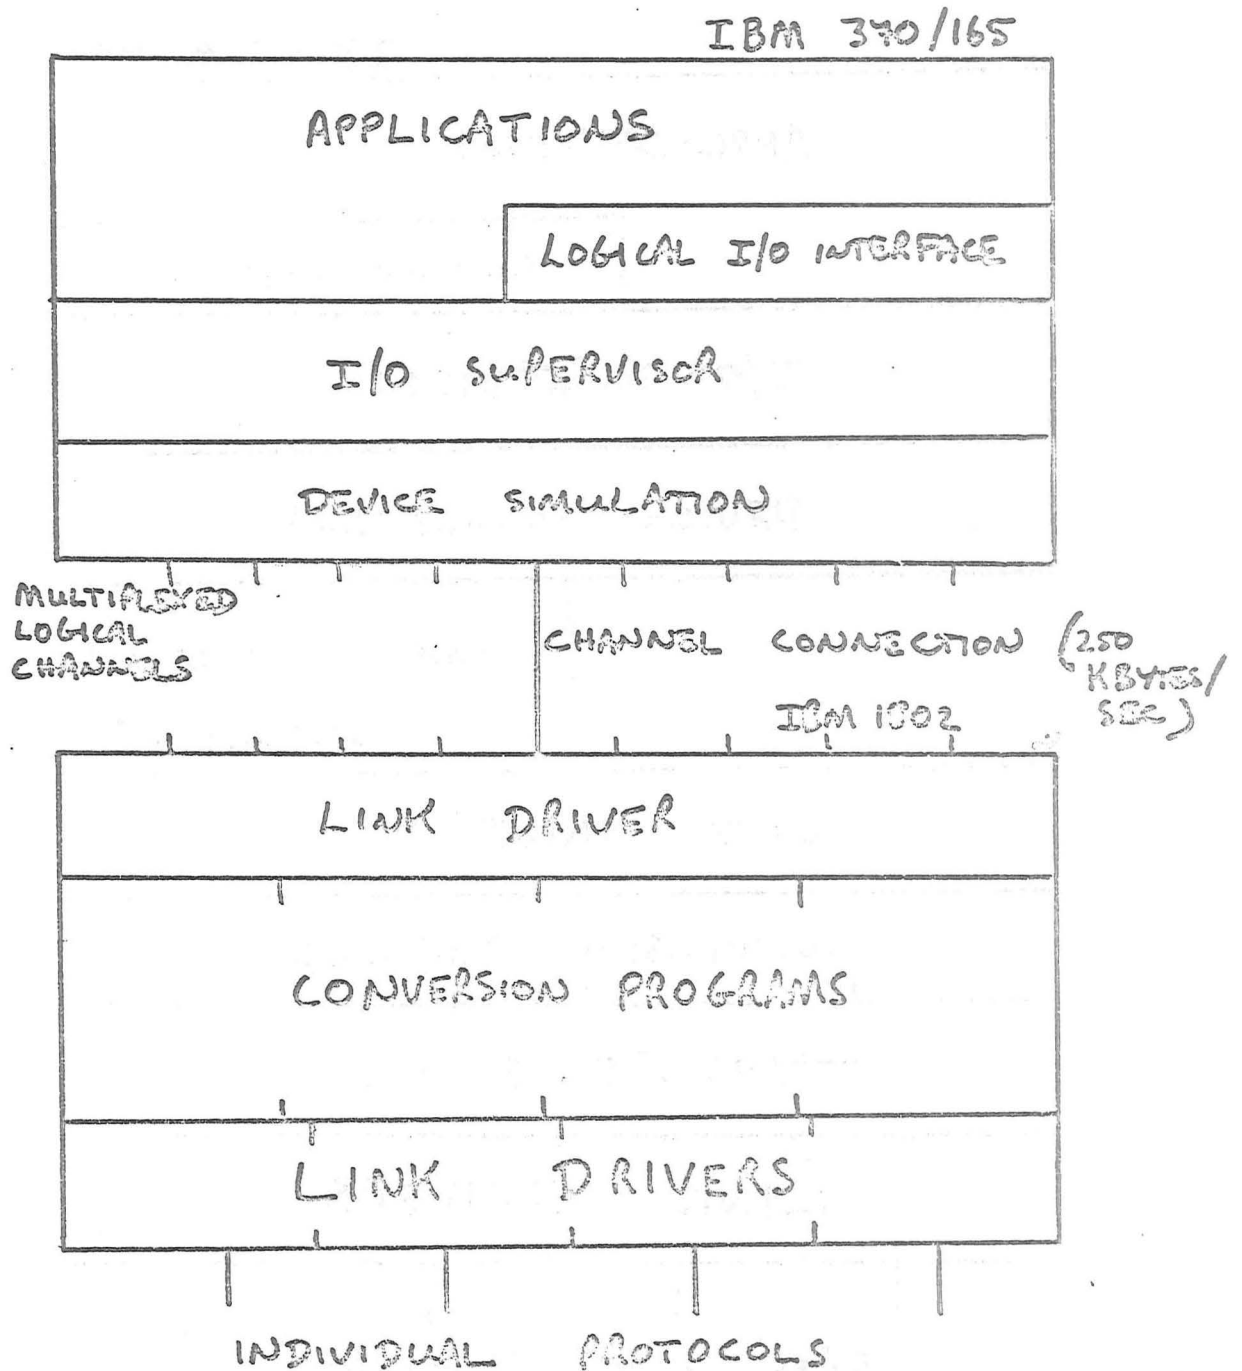 IBM 370/165
APPLICATIONS
LOGICAL I/O INTERFACE
I/O SUPERVISOR
DEVICE SIMULATION
MULTIPLEXED
LOGICAL
CHANNELS
CHANNEL CONNECTION (250
KBYTES/
SEC)
IBM 1802
LINK DRIVER
CONVERSION PROGRAMS
LINK DRIVERS
INDIVIDUAL PROTOCOLS